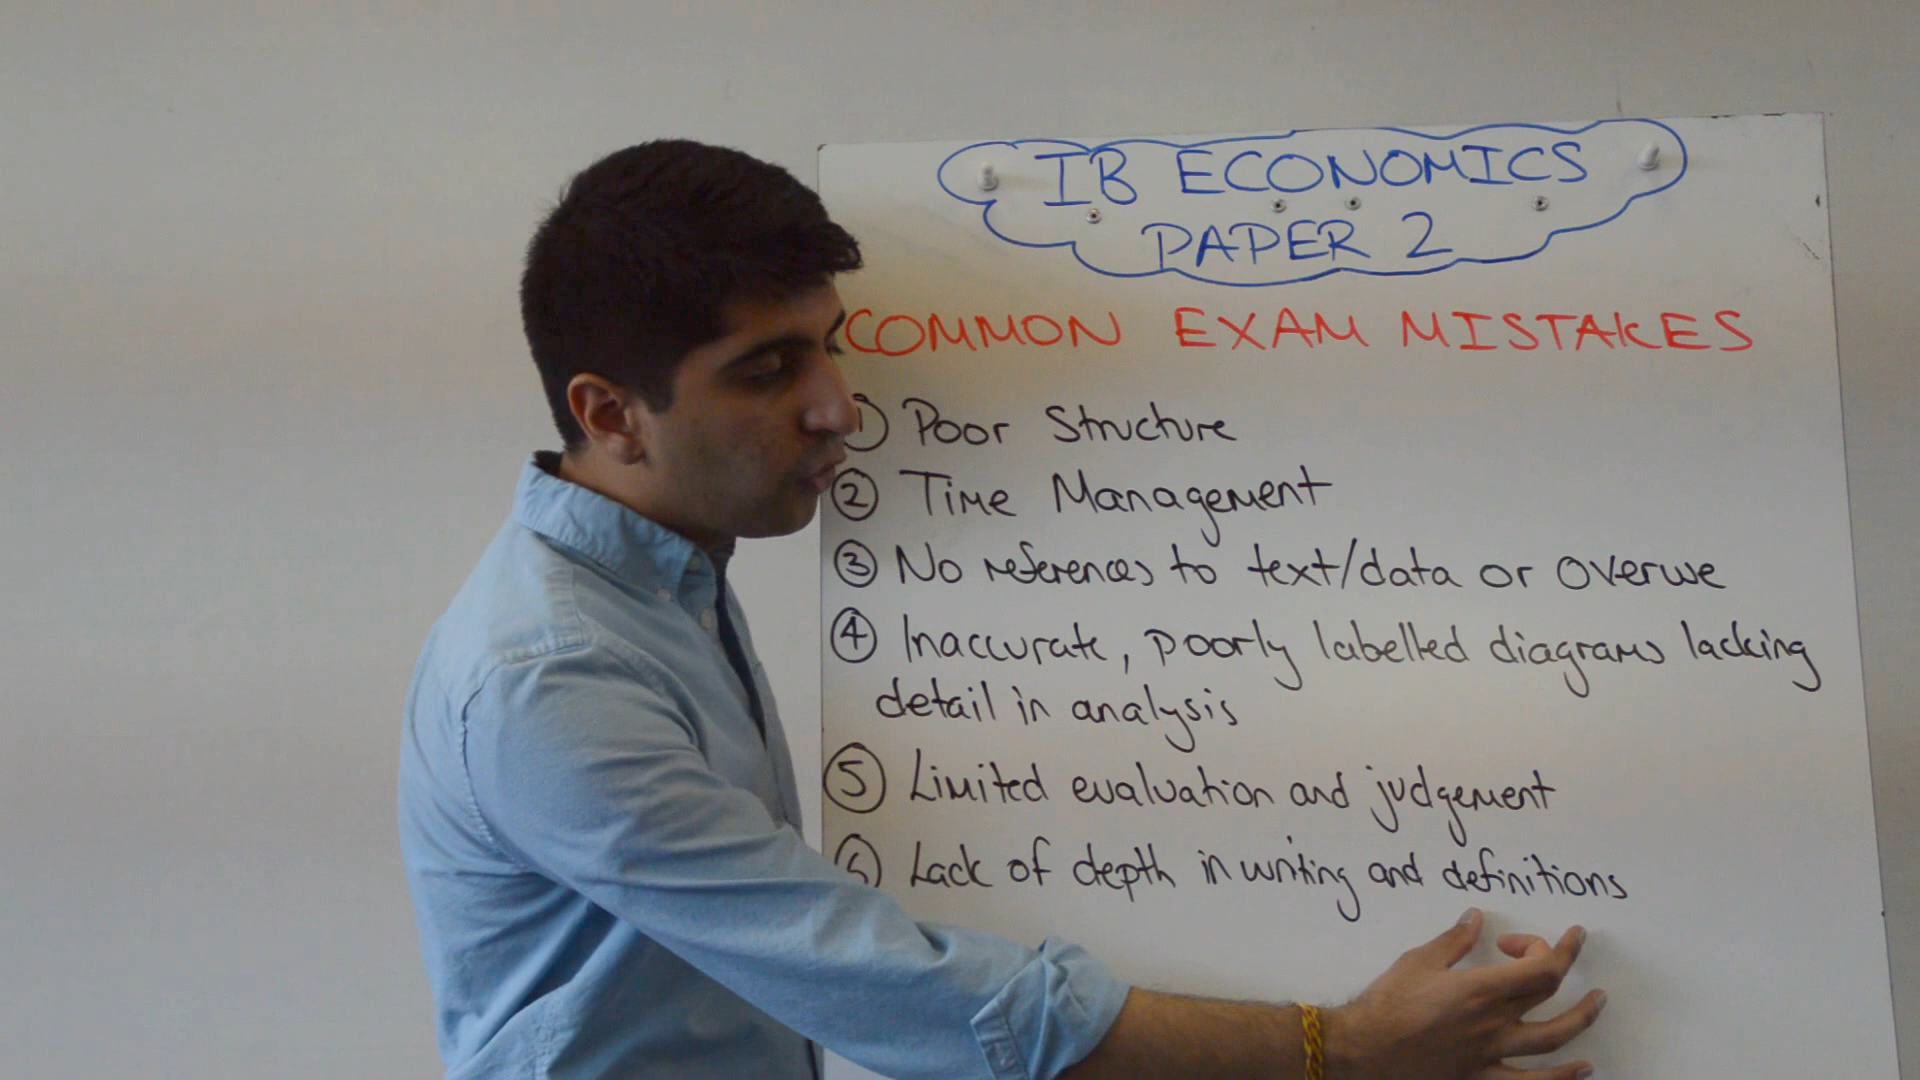 IB ECONOMICS
PAPER 2
COMMON EXAM MISTAKES
1) Poor Structure
2 Time Management
3 No references to text/data or overuse
4 Inaccurate, poorly labelled diagrams lacking
detail in analysis
5 Limited evaluation and judgement
6 Lack of depth in writing and definitions